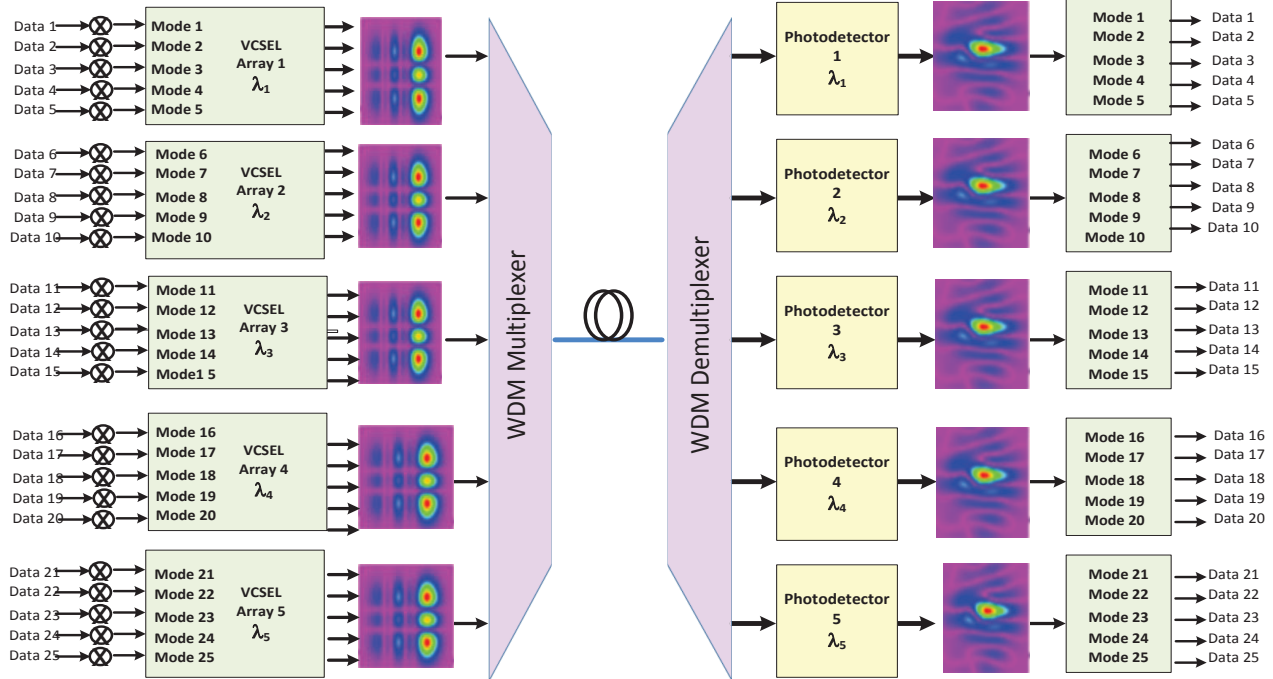 Data 1
Data 2
Data 3
Data 4
Data 5
Mode 1
Mode 2
Mode 3
Mode 4
Mode 5
VCSEL
Array 1
λ1
Data 6
Data 7
Data 8
Data 9
Data 10
Mode 6
Mode 7
Mode 8
Mode 9
Mode 10
VCSEL
Array 2
λ2
Data 11
Data 12
Data 13
Data 14
Data 15
Mode 11
Mode 12
Mode 13
Mode 14
Mode1 5
VCSEL
Array 3
λ3
Data 16
Data 17
Data 18
Data 19
Data 20
Mode 16
Mode 17
Mode 18
Mode 19
Mode 20
VCSEL
Array 4
λ4
Data 21
Data 22
Data 23
Data 24
Data 25
Mode 21
Mode 22
Mode 23
Mode 24
Mode 25
VCSEL
Array 5
λ5
WDM Multiplexer
WDM Demultiplexer
Photodetector
1
λ1
Mode 1
Mode 2
Mode 3
Mode 4
Mode 5
Data 1
Data 2
Data 3
Data 4
Data 5
Photodetector
2
λ2
Mode 6
Mode 7
Mode 8
Mode 9
Mode 10
Data 6
Data 7
Data 8
Data 9
Data 10
Photodetector
3
λ3
Mode 11
Mode 12
Mode 13
Mode 14
Mode 15
Data 11
Data 12
Data 13
Data 14
Data 15
Photodetector
4
λ4
Mode 16
Mode 17
Mode 18
Mode 19
Mode 20
Data 16
Data 17
Data 18
Data 19
Data 20
Photodetector
5
λ5
Mode 21
Mode 22
Mode 23
Mode 24
Mode 25
Data 21
Data 22
Data 23
Data 24
Data 25